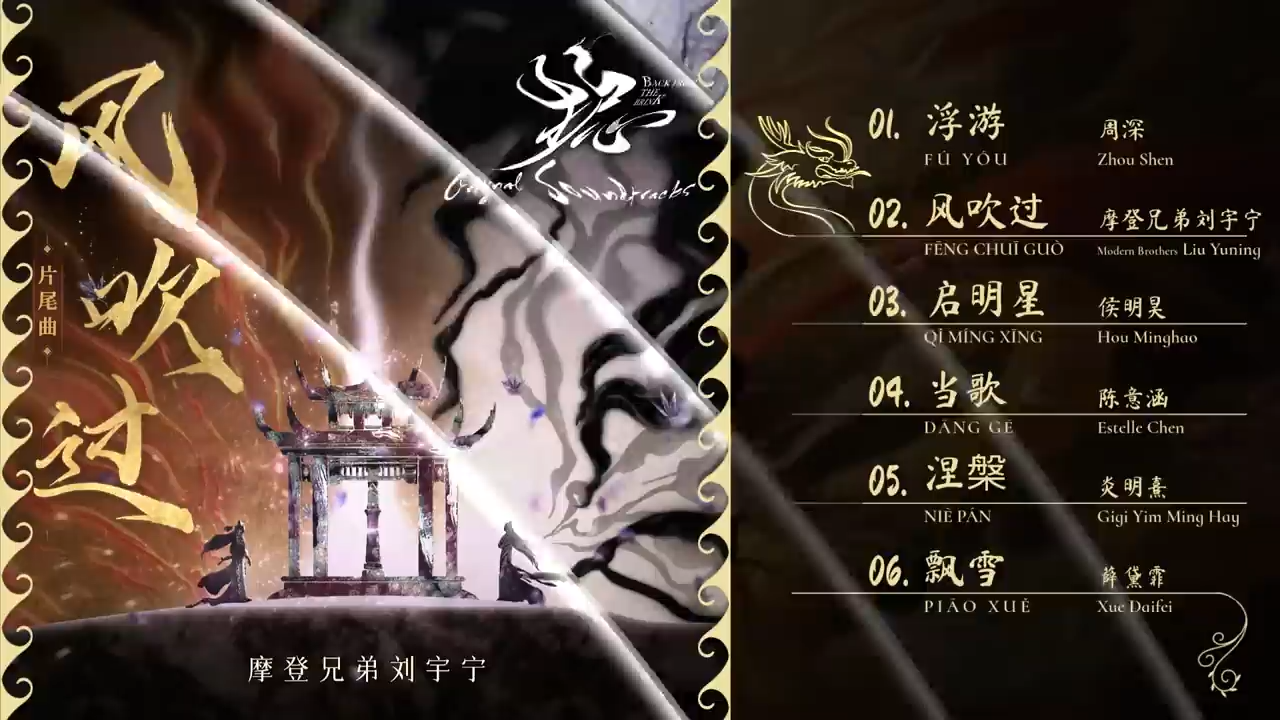 风吹过
片尾曲
BACK FROM
THE
BRINK
Original Soundtracks
摩登兄弟刘宇宁
01. 浮游 周深
FÚ YÓU Zhou Shen
02. 风吹过 摩登兄弟刘宇宁
FĒNG CHUĪ GUÒ Modern Brothers Liu Yuning
03. 启明星 侯明昊
QǏ MÍNG XĪNG Hou Minghao
04. 当歌 陈意涵
DĀNG GĒ Estelle Chen
05. 涅槃 炎明熹
NIÈ PÁN Gigi Yim Ming Hay
06. 飘雪 薛黛霏
PIĀO XUĚ Xue Daifei